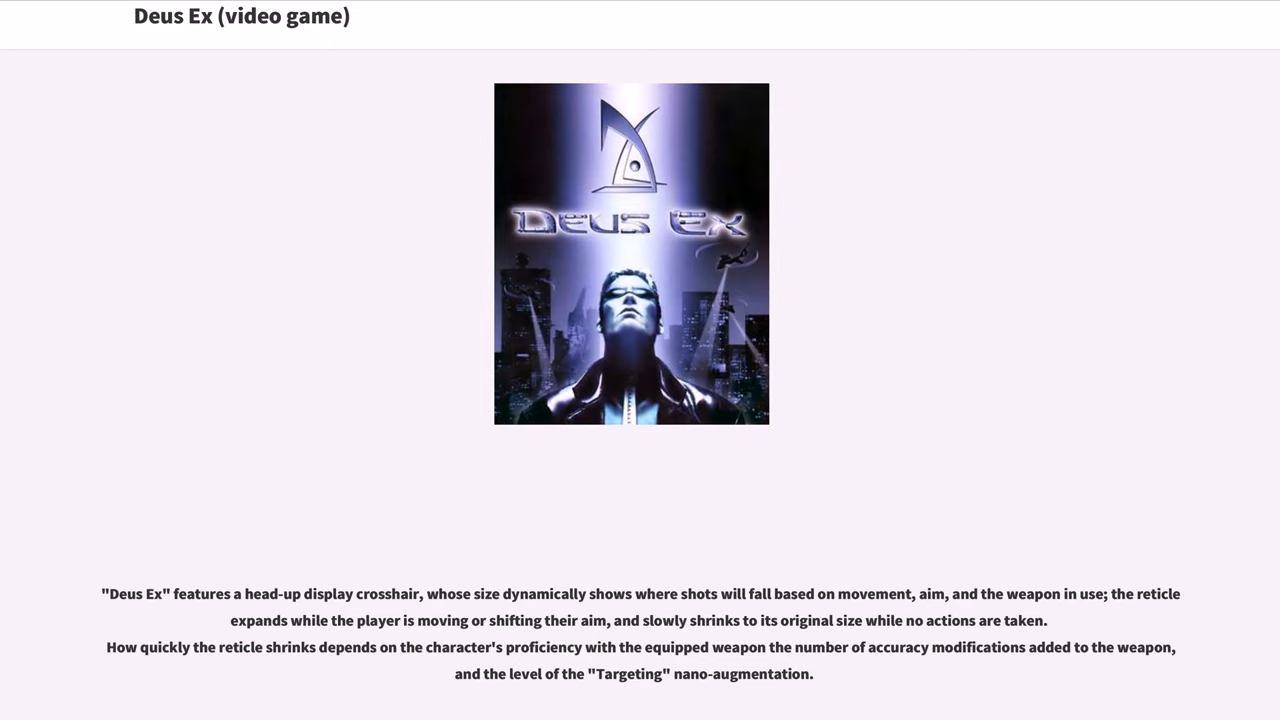 Deus Ex (video game)
Deus Ex
"Deus Ex" features a head-up display crosshair, whose size dynamically shows where shots will fall based on movement, aim, and the weapon in use; the reticle
expands while the player is moving or shifting their aim, and slowly shrinks to its original size while no actions are taken.
How quickly the reticle shrinks depends on the character's proficiency with the equipped weapon the number of accuracy modifications added to the weapon,
and the level of the "Targeting" nano-augmentation.